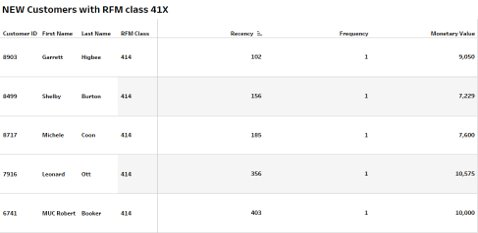 NEW Customers with RFM class 41X
Customer ID First Name Last Name RFM Class Recency Frequency Monetary Value
8903 Garrett Higbee 414 102 1 9,050
8499 Shelby Burton 414 156 1 7,229
8717 Michele Coon 414 185 1 7,600
7916 Leonard Ott 414 356 1 10,575
6741 MUC Robert Booker 414 403 1 10,000